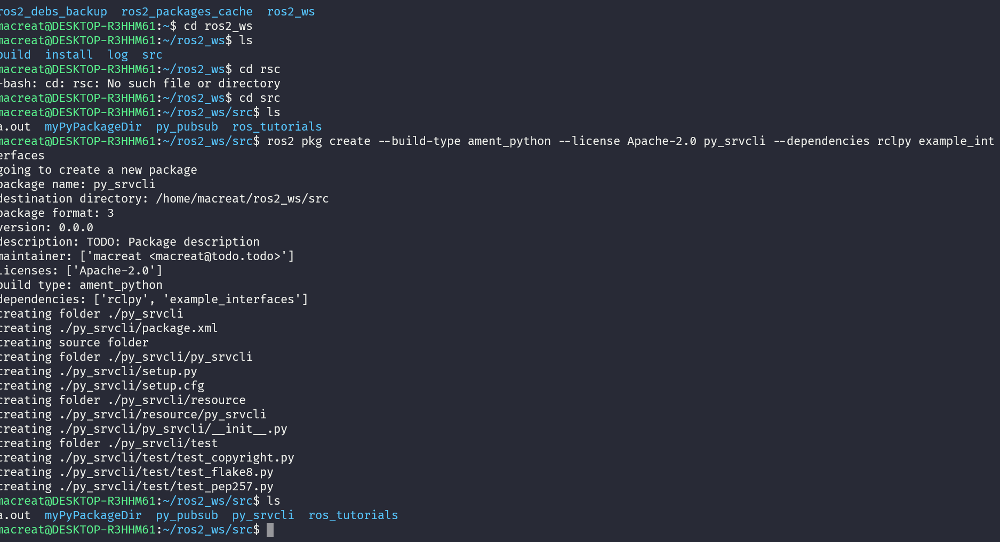 ros2_debs_backup  ros2_packages_cache  ros2_ws
macreat@DESKTOP-R3HHM61:~$ cd ros2_ws
macreat@DESKTOP-R3HHM61:~/ros2_ws$ ls
build  install  log  src
macreat@DESKTOP-R3HHM61:~/ros2_ws$ cd rsc
-bash: cd: rsc: No such file or directory
macreat@DESKTOP-R3HHM61:~/ros2_ws$ cd src
macreat@DESKTOP-R3HHM61:~/ros2_ws/src$ ls
a.out  myPyPackageDir  py_pubsub  ros_tutorials
macreat@DESKTOP-R3HHM61:~/ros2_ws/src$ ros2 pkg create --build-type ament_python --license Apache-2.0 py_srvcli --dependencies rclpy example_int
erfaces
going to create a new package
package name: py_srvcli
destination directory: /home/macreat/ros2_ws/src
package format: 3
version: 0.0.0
description: TODO: Package description
maintainer: ['macreat <macreat@todo.todo>']
licenses: ['Apache-2.0']
build type: ament_python
dependencies: ['rclpy', 'example_interfaces']
creating folder ./py_srvcli
creating ./py_srvcli/package.xml
creating source folder
creating folder ./py_srvcli/py_srvcli
creating ./py_srvcli/setup.py
creating ./py_srvcli/setup.cfg
creating folder ./py_srvcli/resource
creating ./py_srvcli/resource/py_srvcli
creating ./py_srvcli/py_srvcli/__init__.py
creating folder ./py_srvcli/test
creating ./py_srvcli/test/test_copyright.py
creating ./py_srvcli/test/test_flake8.py
creating ./py_srvcli/test/test_pep257.py
macreat@DESKTOP-R3HHM61:~/ros2_ws/src$ ls
a.out  myPyPackageDir  py_pubsub  py_srvcli  ros_tutorials
macreat@DESKTOP-R3HHM61:~/ros2_ws/src$